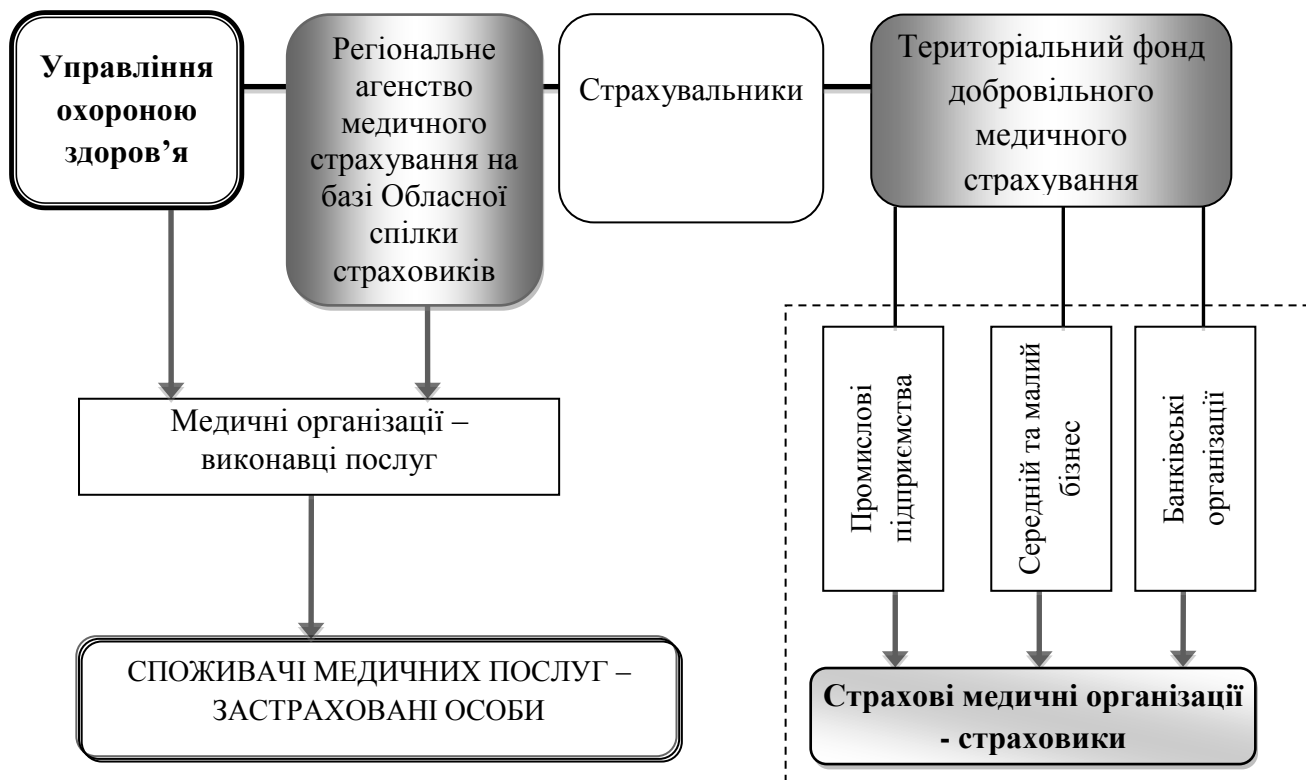 Управління
охороною
здоров’я
Регіональне
агенство
медичного
страхування на
базі Обласної
спілки
страховиків
Страхувальники
Територіальний фонд
добровільного
медичного
страхування
Медичні організації –
виконавці послуг
Промислові
підприємства
Середній та малий
бізнес
Банківські
організації
СПОЖИВАЧІ МЕДИЧНИХ ПОСЛУГ –
ЗАСТРАХОВАНІ ОСОБИ
Страхові медичні організації
- страховики